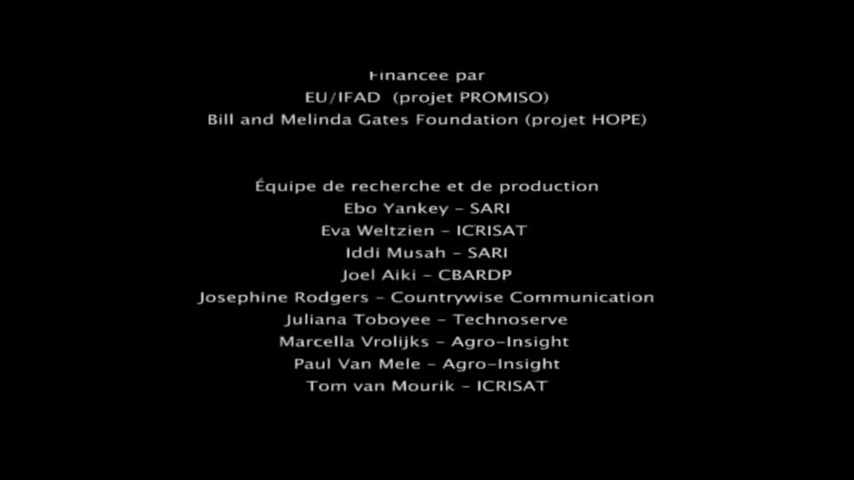 Financée par
EU/IFAD (projet PROMISO)
Bill and Melinda Gates Foundation (projet HOPE)
Équipe de recherche et de production
Ebo Yankey – SARI
Eva Weltzien – ICRISAT
Iddi Musah – SARI
Joel Aiki – CBARDP
Josephine Rodgers – Countrywise Communication
Juliana Toboyee – Technoserve
Marcella Vrolijks – Agro-Insight
Paul Van Mele – Agro-Insight
Tom van Mourik – ICRISAT